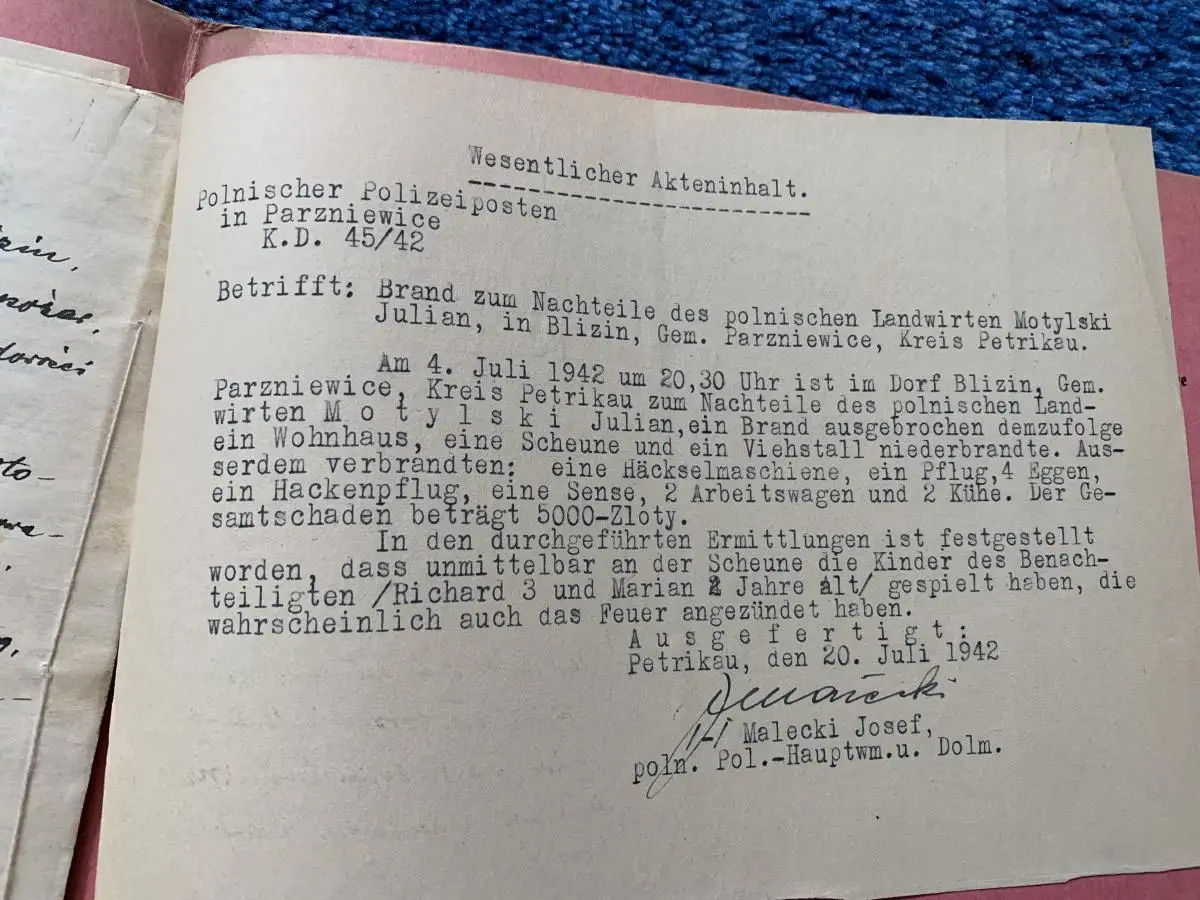 Wesentlicher Akteninhalt.
Polnischer Polizeiposten
in Parzniewice
K.D. 45/42
Betrifft: Brand zum Nachteile des polnischen Landwirten Motylski
Julian, in Blizin, Gem. Parzniewice, Kreis Petrikau.
Am 4. Juli 1942 um 20,30 Uhr ist im Dorf Blizin, Gem.
Parzniewice, Kreis Petrikau zum Nachteile des polnischen Land-
wirten M o t y l s k i Julian, ein Brand ausgebrochen demzufolge
ein Wohnhaus, eine Scheune und ein Viehstall niederbrandte. Aus-
serdem verbrandten: eine Häckselmaschiene, ein Pflug, 4 Eggen,
ein Hackenpflug, eine Sense, 2 Arbeitswagen und 2 Kühe. Der Ge-
samtschaden beträgt 5000-Zloty.
In den durchgeführten Ermittlungen ist festgestellt
worden, dass unmittelbar an der Scheune die Kinder des Benach-
teiligten /Richard 3 und Marian 2 Jahre alt/ gespielt haben, die
wahrscheinlich auch das Feuer angezündet haben.
A u s g e f e r t i g t :
Petrikau, den 20. Juli 1942
/-/ Malecki Josef,
poln. Pol.-Hauptwm.u. Dolm.